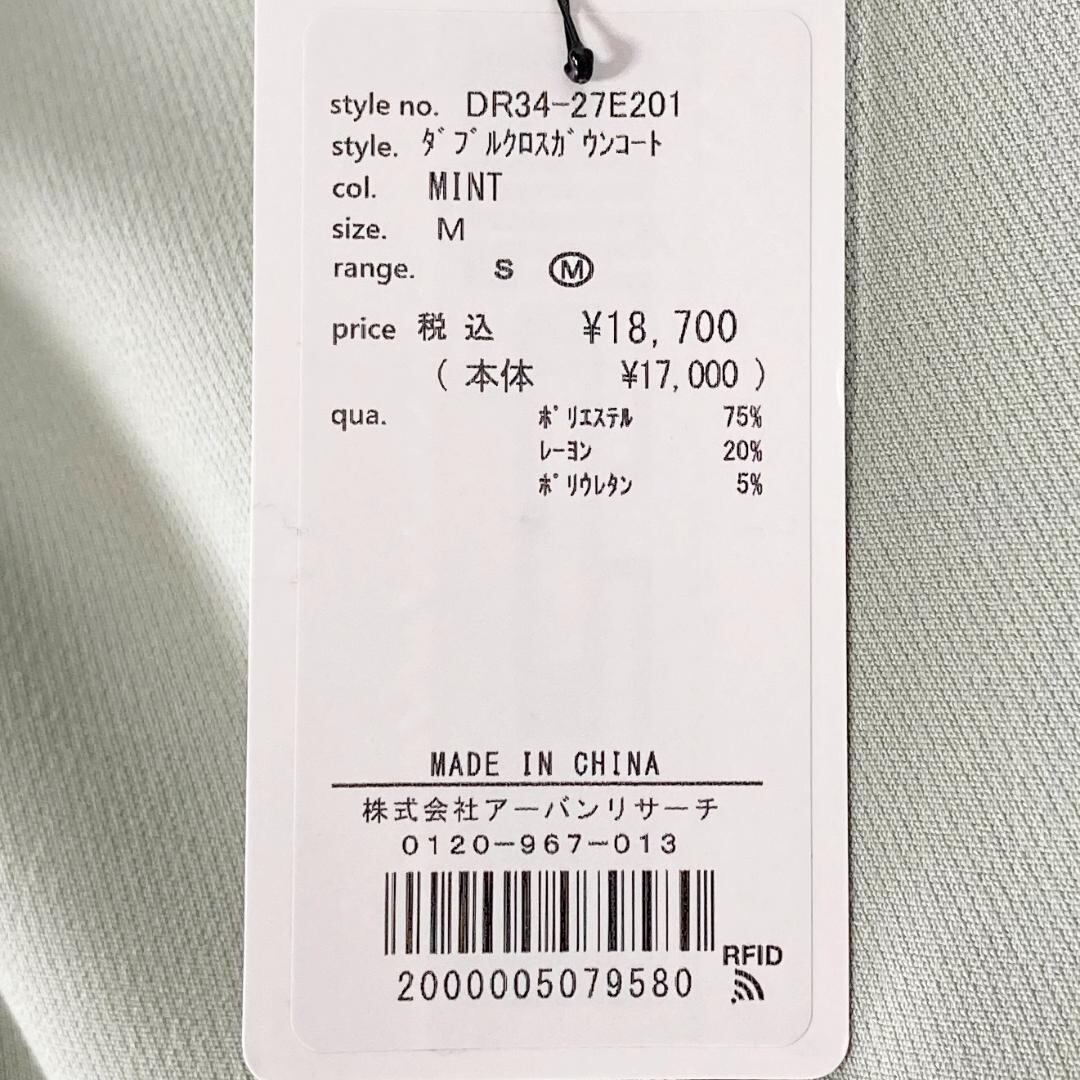 style no. DR34-27E201
style. ﾀﾞﾌﾞﾙｸﾛｽｶﾞｳﾝｺｰﾄ
col. MINT
size. M
range. S M
price 税込 ¥18,700
(本体 ¥17,000)
qua. ﾎﾟﾘｴｽﾃﾙ 75%
ﾚｰﾖﾝ 20%
ﾎﾟﾘｳﾚﾀﾝ 5%
MADE IN CHINA
株式会社アーバンリサーチ
0120-967-013
2000005079580
RFID